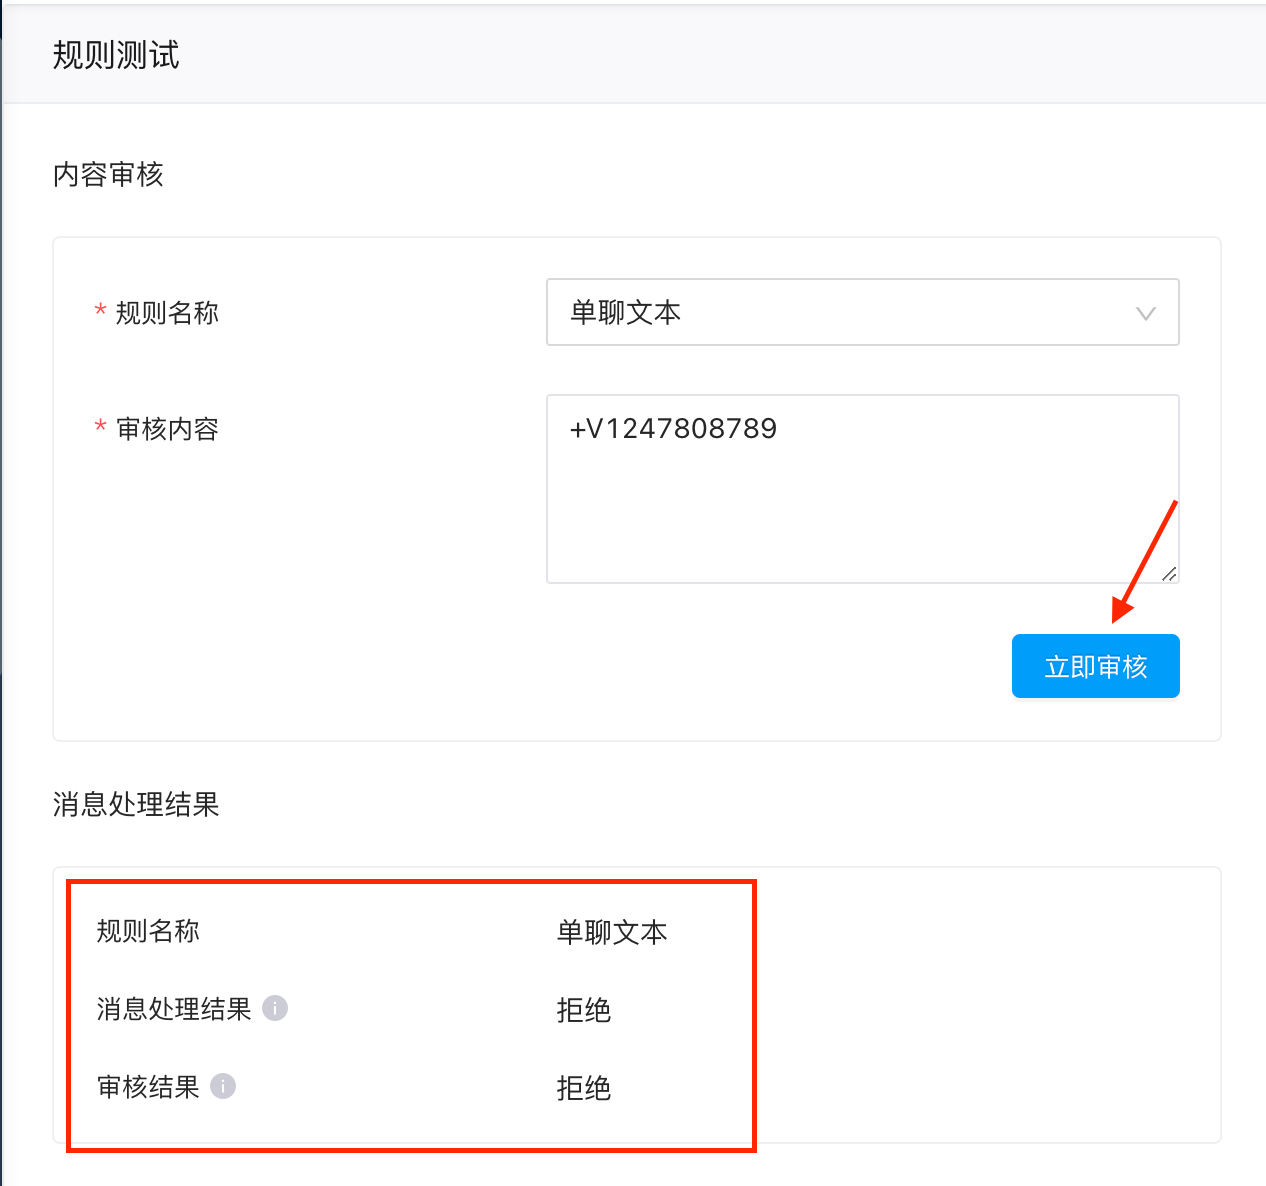 规则测试
内容审核
* 规则名称 单聊文本
* 审核内容 +V1247808789
立即审核
消息处理结果
规则名称 单聊文本
消息处理结果 i 拒绝
审核结果 i 拒绝